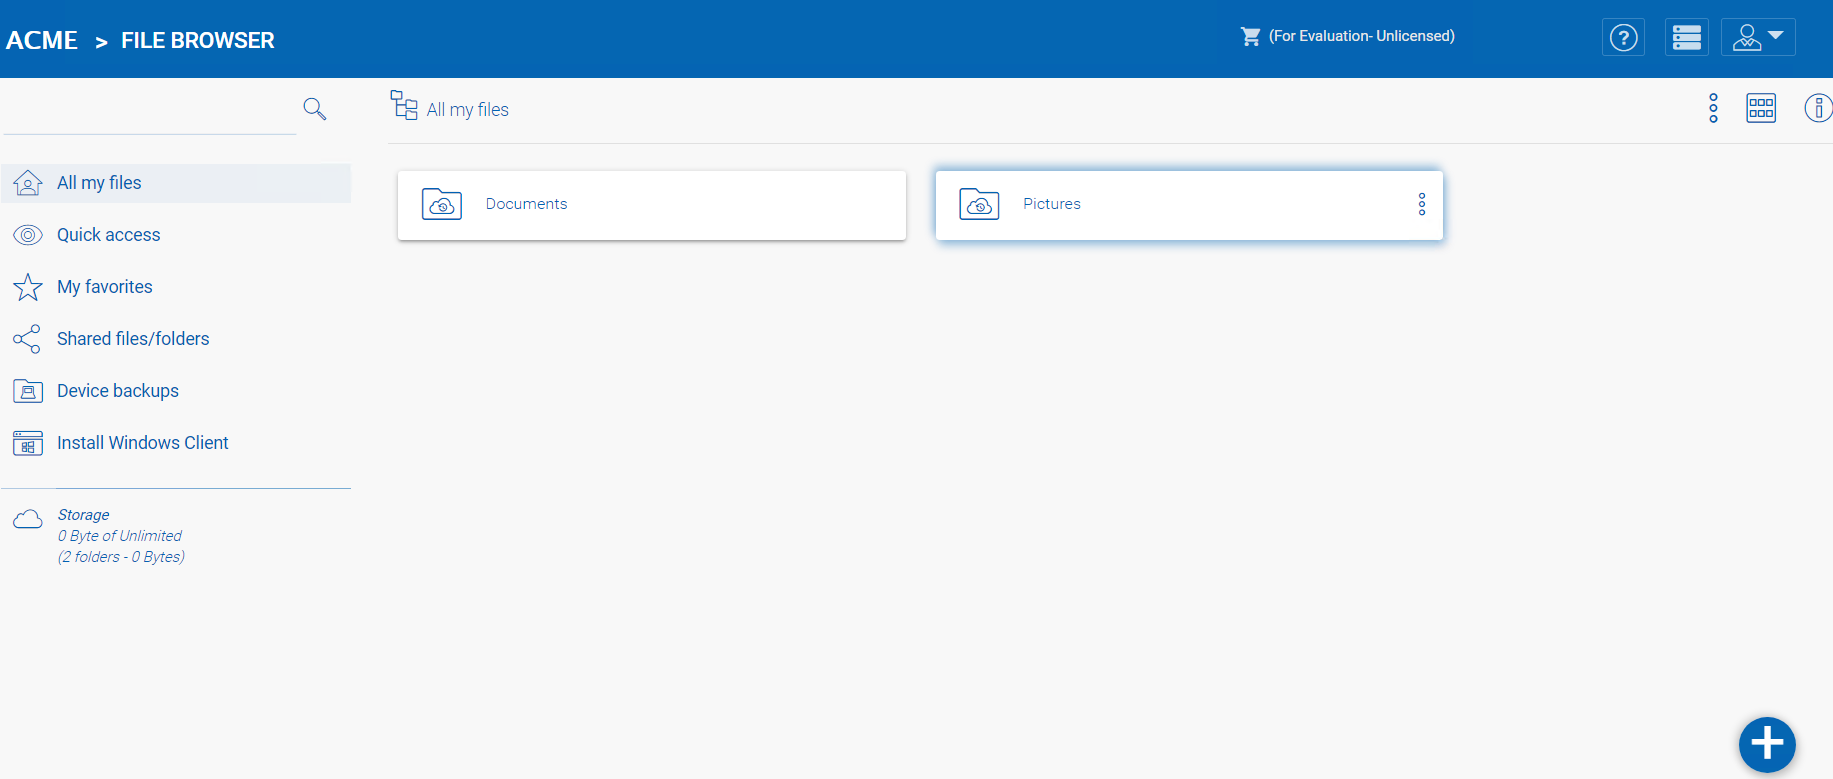 ACME > FILE BROWSER
(For Evaluation- Unlicensed)
All my files
All my files
Quick access
My favorites
Shared files/folders
Device backups
Install Windows Client
Storage
0 Byte of Unlimited
(2 folders - 0 Bytes)
Documents
Pictures